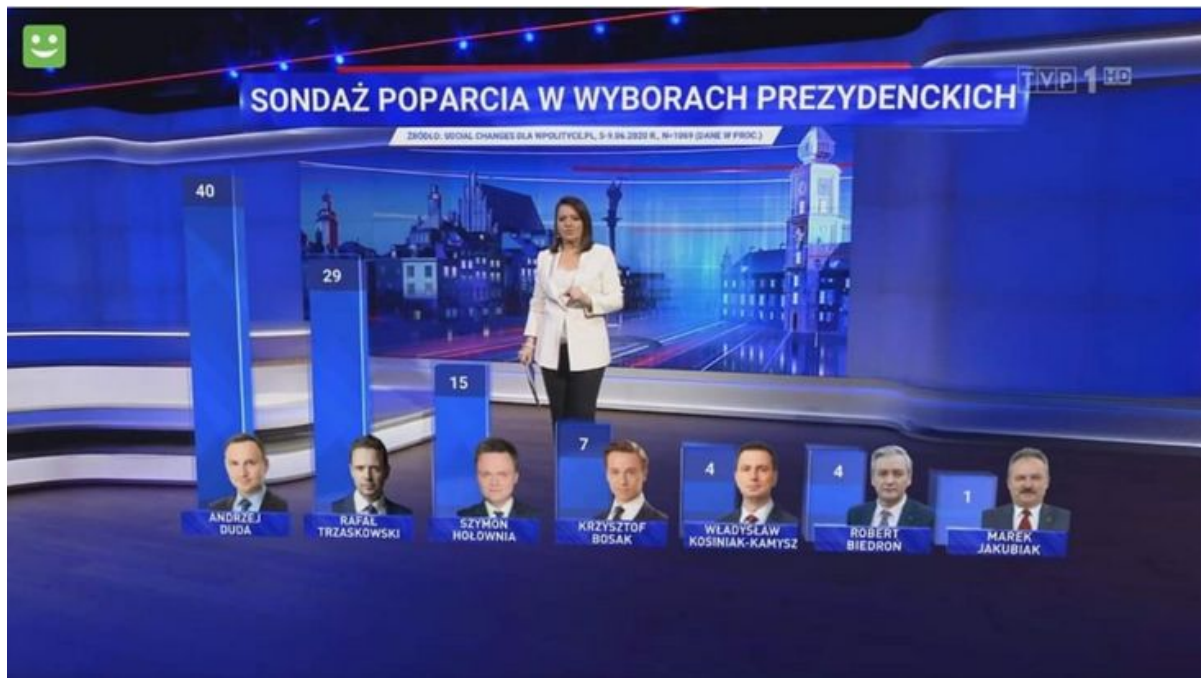 TVP 1 HD
SONDAŻ POPARCIA W WYBORACH PREZYDENCKICH
ŹRÓDŁO: SOCIAL CHANGES DLA WPOLITYCE.PL, 5-9.06.2020 R., N=1069 (DANE W PROC.)
40
29
15
7
4
4
1
ANDRZEJ
DUDA
RAFAŁ
TRZASKOWSKI
SZYMON
HOŁOWNIA
KRZYSZTOF
BOSAK
WŁADYSŁAW
KOSINIAK-KAMYSZ
ROBERT
BIEDROŃ
MAREK
JAKUBIAK